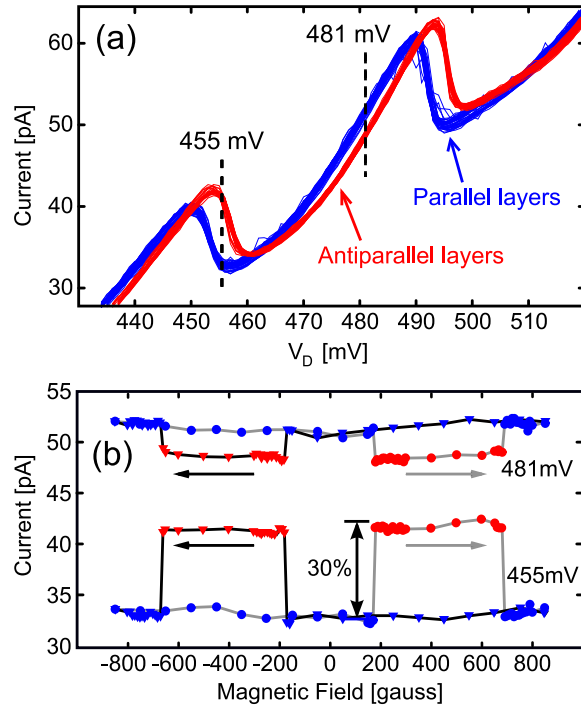 (a)
60
50
40
30
Current [pA]
481 mV
455 mV
Parallel layers
Antiparallel layers
440 450 460 470 480 490 500 510
V_D [mV]
(b)
55
50
45
40
35
30
Current [pA]
481mV
30%
455mV
-800 -600 -400 -200 0 200 400 600 800
Magnetic Field [gauss]